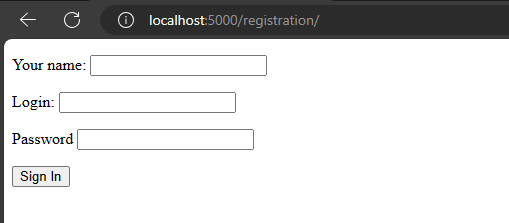 localhost:5000/registration/
Your name:
Login:
Password
Sign In